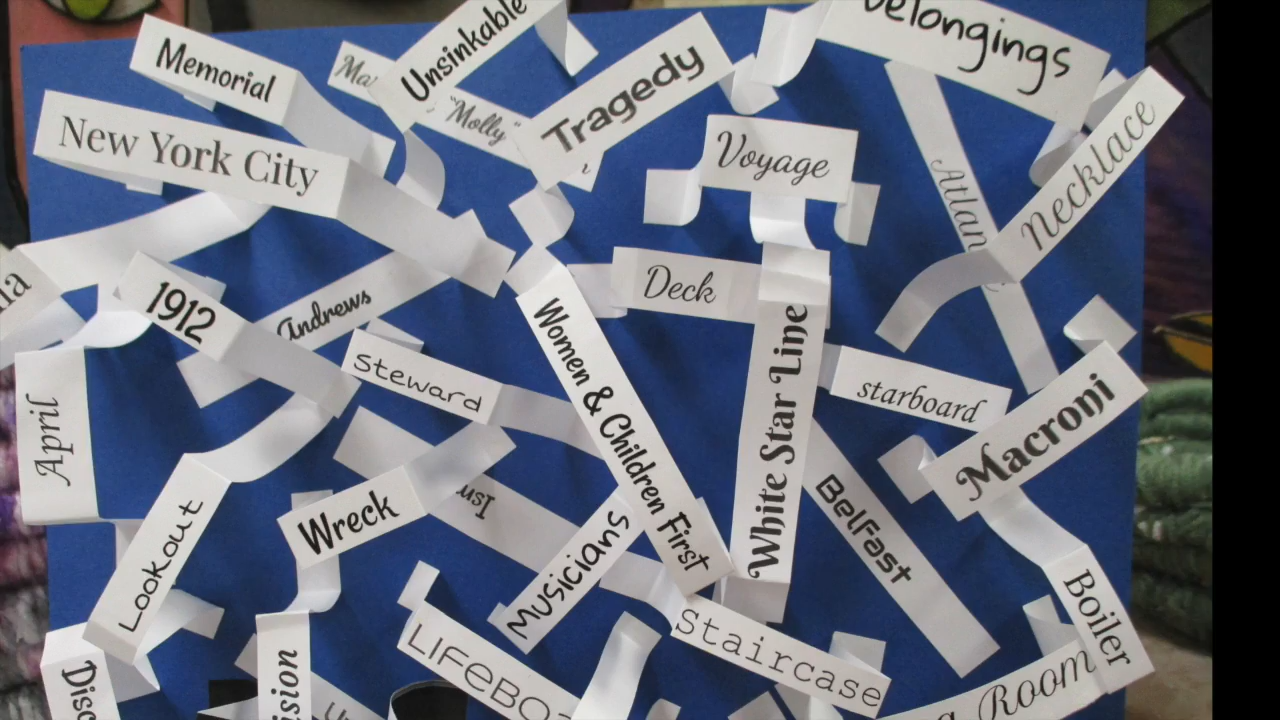 Unsinkable
belongings
Memorial
"Molly"
Tragedy
New York City
Voyage
Necklace
Deck
1912
Andrews
steward
Women & Children First
White Star Line
starboard
Macroni
April
Wreck
Lookout
Musicians
BelFast
Staircase
Boiler
Room